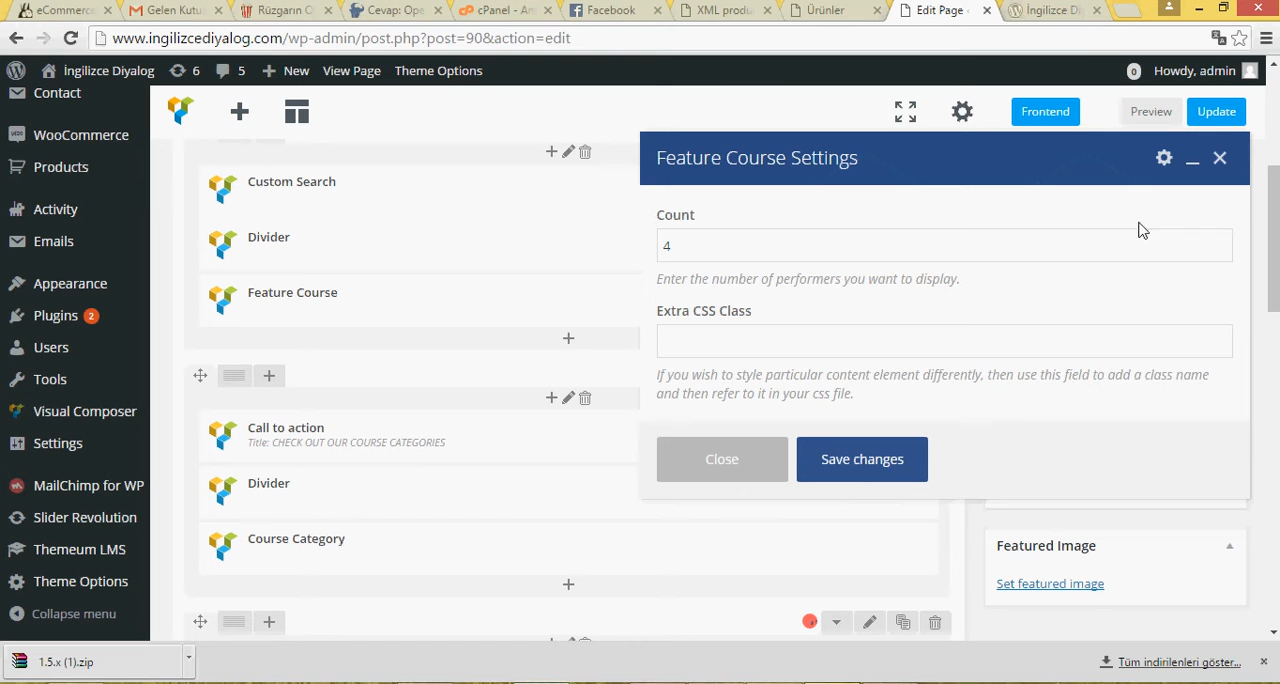 eCommerc
Gelen Kutu
Rüzgarın O
Cevap: Ope
cPanel - An
Facebook
XML produ
Ürünler
Edit Page ‹
İngilizce Di
www.ingilizcediyalog.com/wp-admin/post.php?post=90&action=edit
İngilizce Diyalog
6
5
New
View Page
Theme Options
0
Howdy, admin
Contact
WooCommerce
Products
Activity
Emails
Appearance
Plugins 2
Users
Tools
Visual Composer
Settings
MailChimp for WP
Slider Revolution
Themeum LMS
Theme Options
Collapse menu
Frontend
Preview
Update
Custom Search
Divider
Feature Course
Call to action
Title: CHECK OUT OUR COURSE CATEGORIES
Divider
Course Category
Feature Course Settings
Count
4
Enter the number of performers you want to display.
Extra CSS Class
If you wish to style particular content element differently, then use this field to add a class name
and then refer to it in your css file.
Close
Save changes
Featured Image
Set featured image
1.5.x (1).zip
Tüm indirilenleri göster...